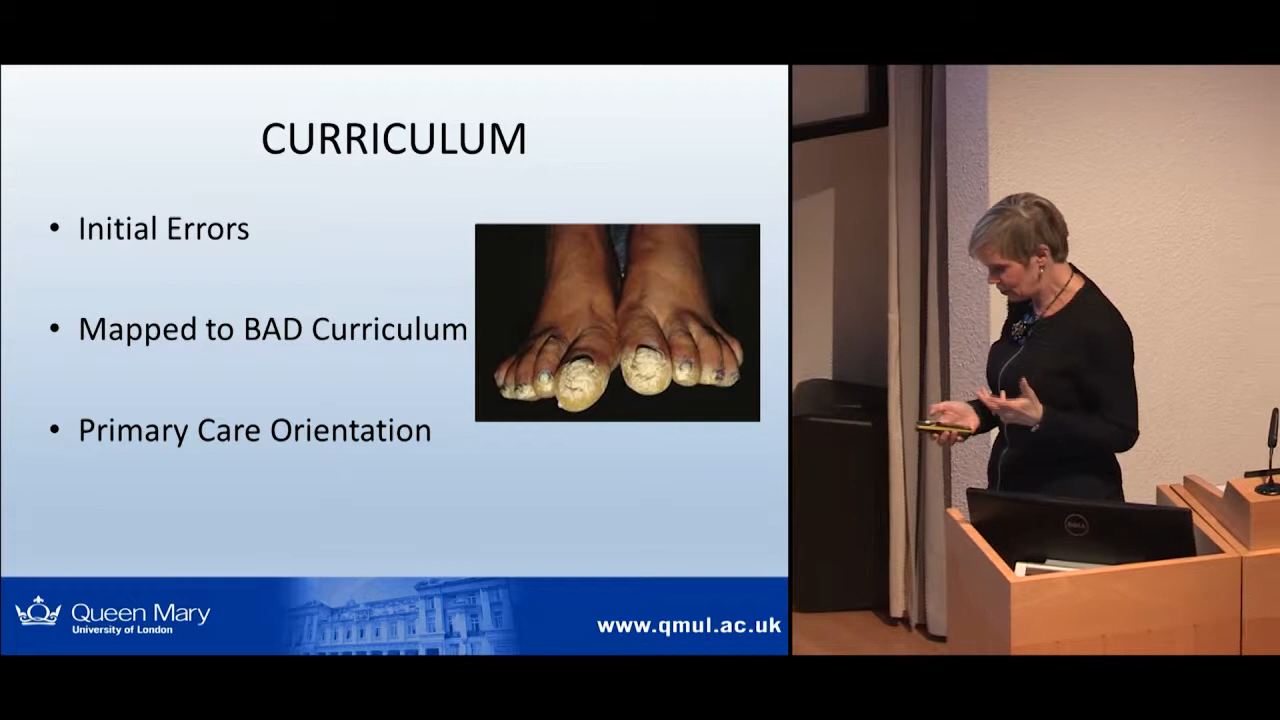 CURRICULUM
• Initial Errors
• Mapped to BAD Curriculum
• Primary Care Orientation
Queen Mary
University of London
www.qmul.ac.uk
DELL